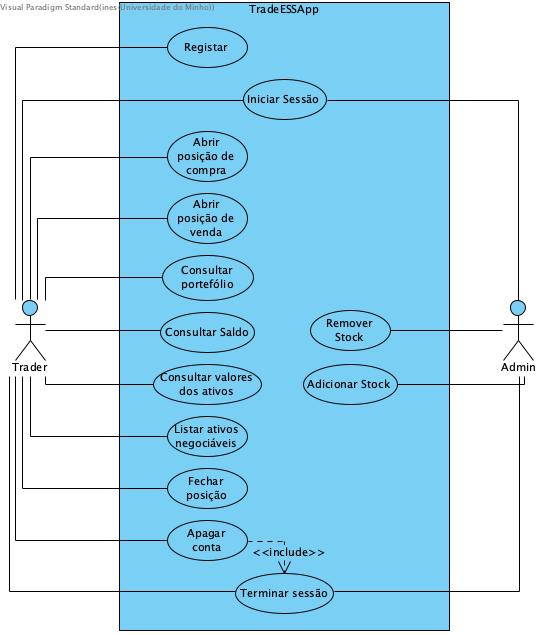 Visual Paradigm Standard(ines(Universidade do Minho))
TradeESSApp
Registar
Iniciar Sessão
Abrir
posição de
compra
Abrir
posição de
venda
Consultar
portefólio
Consultar Saldo
Remover
Stock
Trader
Admin
Consultar valores
dos ativos
Adicionar Stock
Listar ativos
negociáveis
Fechar
posição
Apagar
conta
<<include>>
Terminar sessão